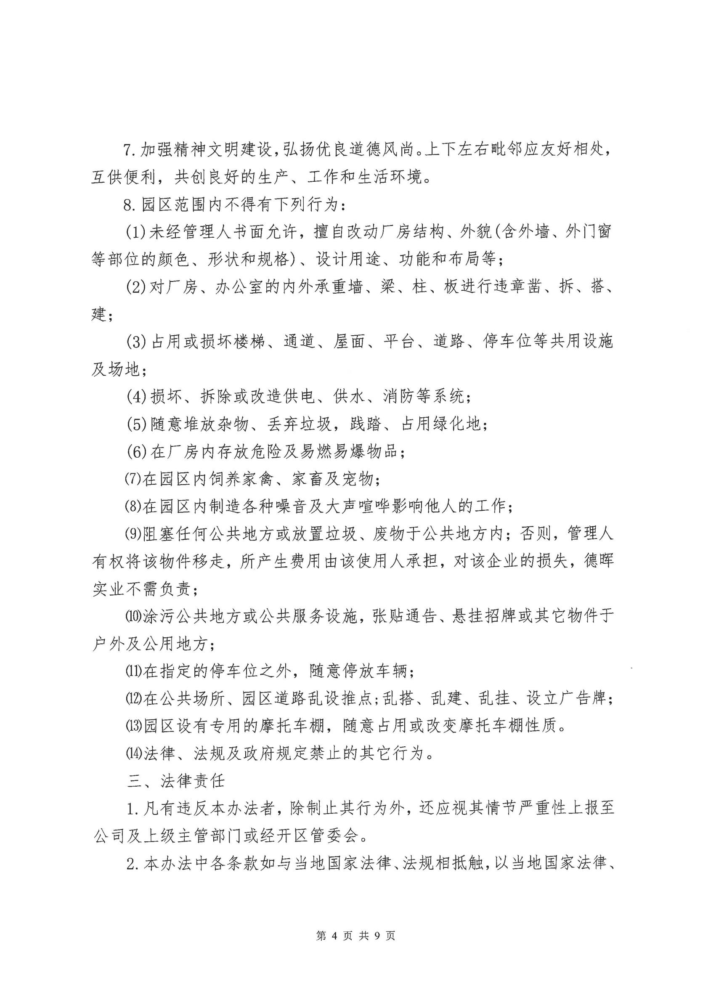 7. 加强精神文明建设，弘扬优良道德风尚。上下左右毗邻应友好相处，
互供便利，共创良好的生产、工作和生活环境。
8. 园区范围内不得有下列行为：
(1)未经管理人书面允许，擅自改动厂房结构、外貌(含外墙、外门窗
等部位的颜色、形状和规格)、设计用途、功能和布局等；
(2)对厂房、办公室的内外承重墙、梁、柱、板进行违章凿、拆、搭、
建；
(3)占用或损坏楼梯、通道、屋面、平台、道路、停车位等共用设施
及场地；
(4)损坏、拆除或改造供电、供水、消防等系统；
(5)随意堆放杂物、丢弃垃圾，践踏、占用绿化地；
(6)在厂房内存放危险及易燃易爆物品；
⑺在园区内饲养家禽、家畜及宠物；
⑻在园区内制造各种噪音及大声喧哗影响他人的工作；
⑼阻塞任何公共地方或放置垃圾、废物于公共地方内；否则，管理人
有权将该物件移走，所产生费用由该使用人承担，对该企业的损失，德晖
实业不需负责；
⑽涂污公共地方或公共服务设施，张贴通告、悬挂招牌或其它物件于
户外及公用地方；
⑾在指定的停车位之外，随意停放车辆；
⑿在公共场所、园区道路乱设推点；乱搭、乱建、乱挂、设立广告牌；
⒀园区设有专用的摩托车棚，随意占用或改变摩托车棚性质。
⒁法律、法规及政府规定禁止的其它行为。
三、法律责任
1. 凡有违反本办法者，除制止其行为外，还应视其情节严重性上报至
公司及上级主管部门或经开区管委会。
2. 本办法中各条款如与当地国家法律、法规相抵触，以当地国家法律、
第 4 页 共 9 页